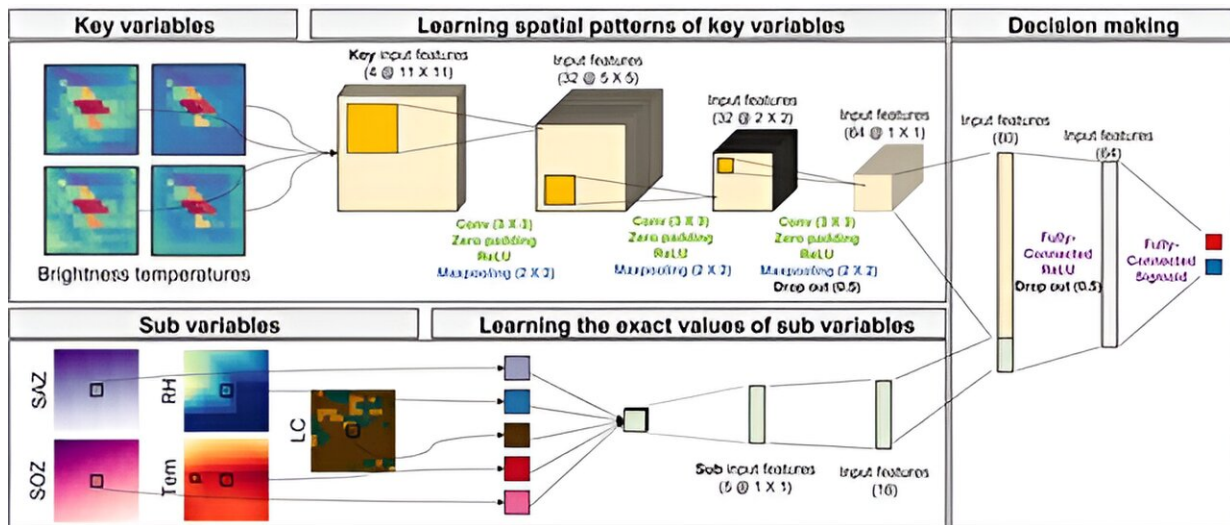 Key variables
Learning spatial patterns of key variables
Decision making
Key input features
(4 @ 11 X 11)
Input features
(32 @ 5 X 5)
Input features
(32 @ 2 X 2)
Input features
(64 @ 1 X 1)
Input features
(80)
Input features
(64)
Conv (3 X 3)
Zero padding
ReLU
Maxpooling (2 X 2)
Conv (3 X 3)
Zero padding
ReLU
Maxpooling (2 X 2)
Conv (3 X 3)
Zero padding
ReLU
Maxpooling (2 X 2)
Drop out (0.5)
Fully-
Connected
ReLU
Drop out (0.5)
Fully-
Connected
Sigmoid
Brightness temperatures
Sub variables
Learning the exact values of sub variables
SAZ
RH
LC
SOZ
Tem
Sub input features
(5 @ 1 X 1)
Input features
(16)